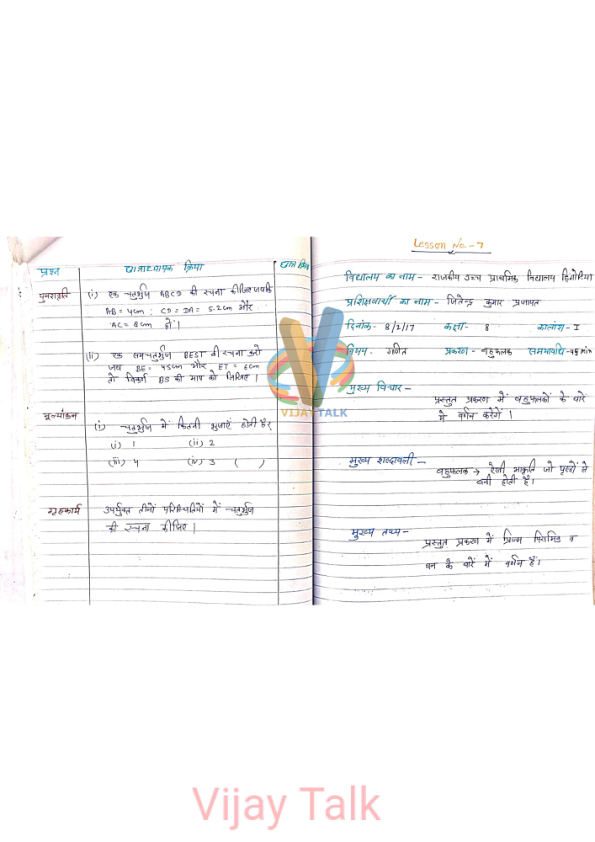 प्रश्न छात्राध्यापक क्रिया छात्र क्रिया
पुनरावृत्ति (i) एक चतुर्भुज ABCD की रचना कीजिए जबकि
AB = 4cm ; CD = DA = 5.2cm और
AC = 8cm हो।
(ii) एक समचतुर्भुज BEST की रचना करो
जब BE = 4.5cm और ET = 6cm
तो विकर्ण BS की माप को लिखिए।
मूल्यांकन (i) चतुर्भुज में कितनी भुजाएं होती है?
(i) 1 (ii) 2
(iii) 4 (iv) 3 ( )
गृहकार्य उपर्युक्त तीनों परिस्थितियों में चतुर्भुज
की रचना कीजिए।
Lesson No.-7
विद्यालय का नाम - राजकीय उच्च प्राथमिक विद्यालय
प्रशिक्षणार्थी का नाम - जितेन्द्र कुमार प्रजापत
दिनांक - 8/2/17 कक्षा - 8 कालांश - I
विषय - गणित प्रकरण - बहुफलक समयावधि - 45 min
मुख्य विचार -
प्रस्तुत प्रकरण में बहुफलकों के बारे
में वर्णन करेंगे।
मुख्य शब्दावली -
बहुफलक → ऐसी आकृति जो पृष्ठों से
बनी होती है।
मुख्य तथ्य -
प्रस्तुत प्रकरण में प्रिज्म पिरामिड व
घन के बारे में वर्णन है।
VIJAY TALK
Vijay Talk